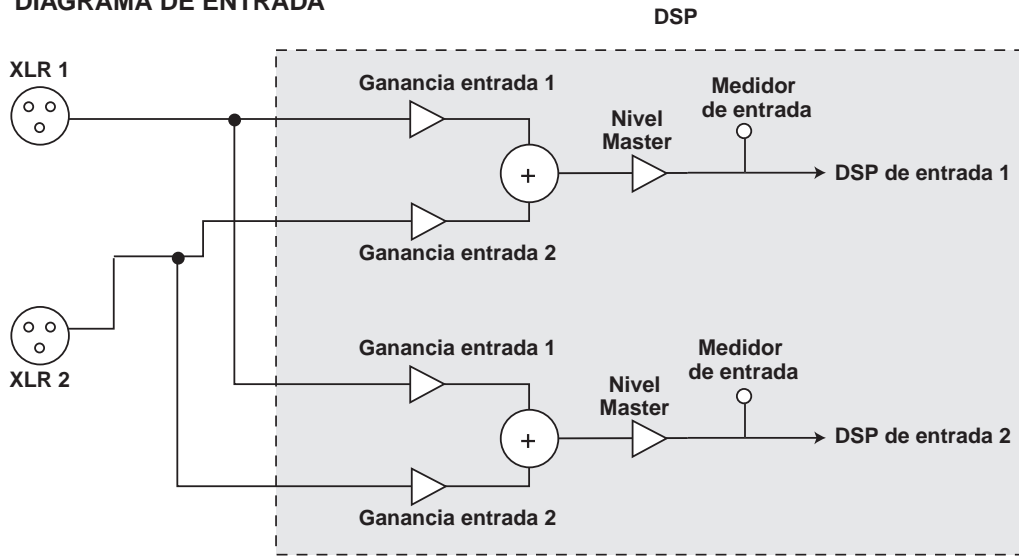 DIAGRAMA DE ENTRADA
DSP
XLR 1
Ganancia entrada 1
Medidor
de entrada
Nivel
Master
+
DSP de entrada 1
Ganancia entrada 2
XLR 2
Ganancia entrada 1
Medidor
de entrada
Nivel
Master
+
DSP de entrada 2
Ganancia entrada 2